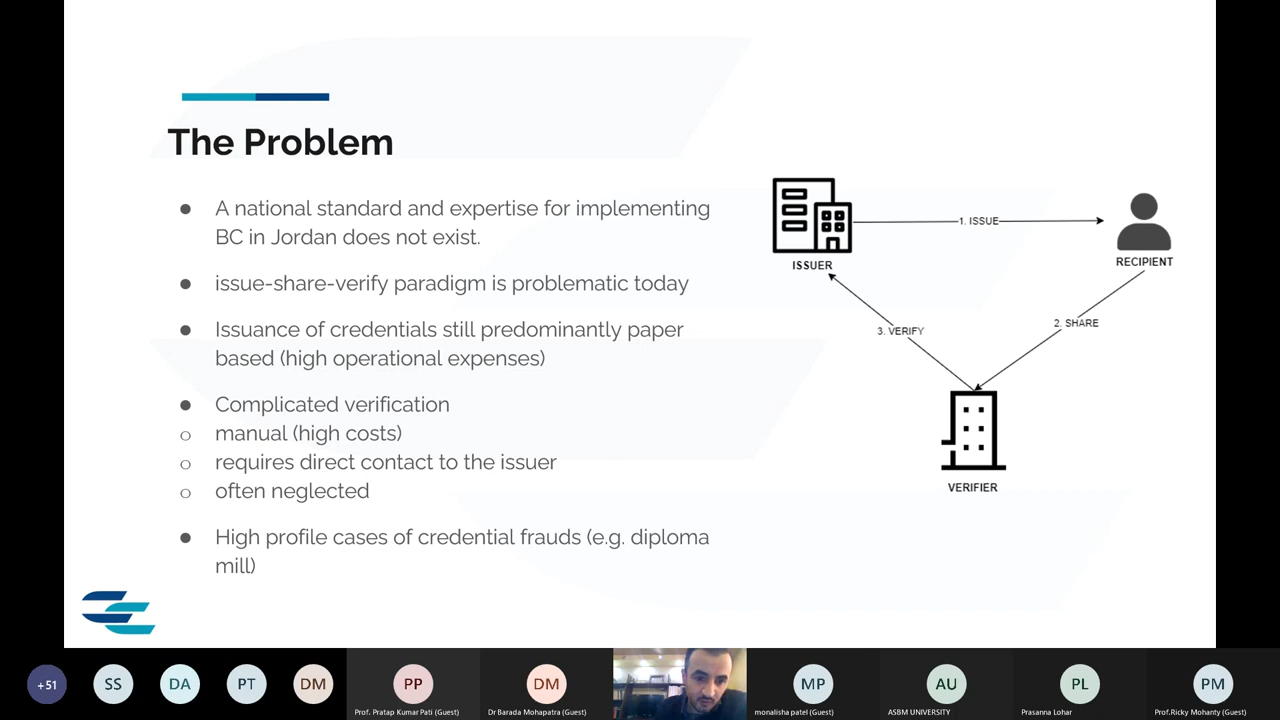 The Problem
● A national standard and expertise for implementing
BC in Jordan does not exist.
● issue-share-verify paradigm is problematic today
● Issuance of credentials still predominantly paper
based (high operational expenses)
● Complicated verification
o manual (high costs)
o requires direct contact to the issuer
o often neglected
● High profile cases of credential frauds (e.g. diploma
mill)
1. ISSUE
ISSUER
RECIPIENT
3. VERIFY
2. SHARE
VERIFIER
+51
SS
DA
PT
DM
PP
Prof. Pratap Kumar Pati (Guest)
DM
Dr Barada Mohapatra (Guest)
MP
monalisha patel (Guest)
AU
ASBM UNIVERSITY
PL
Prasanna Lohar
PM
Prof.Ricky Mohanty (Guest)